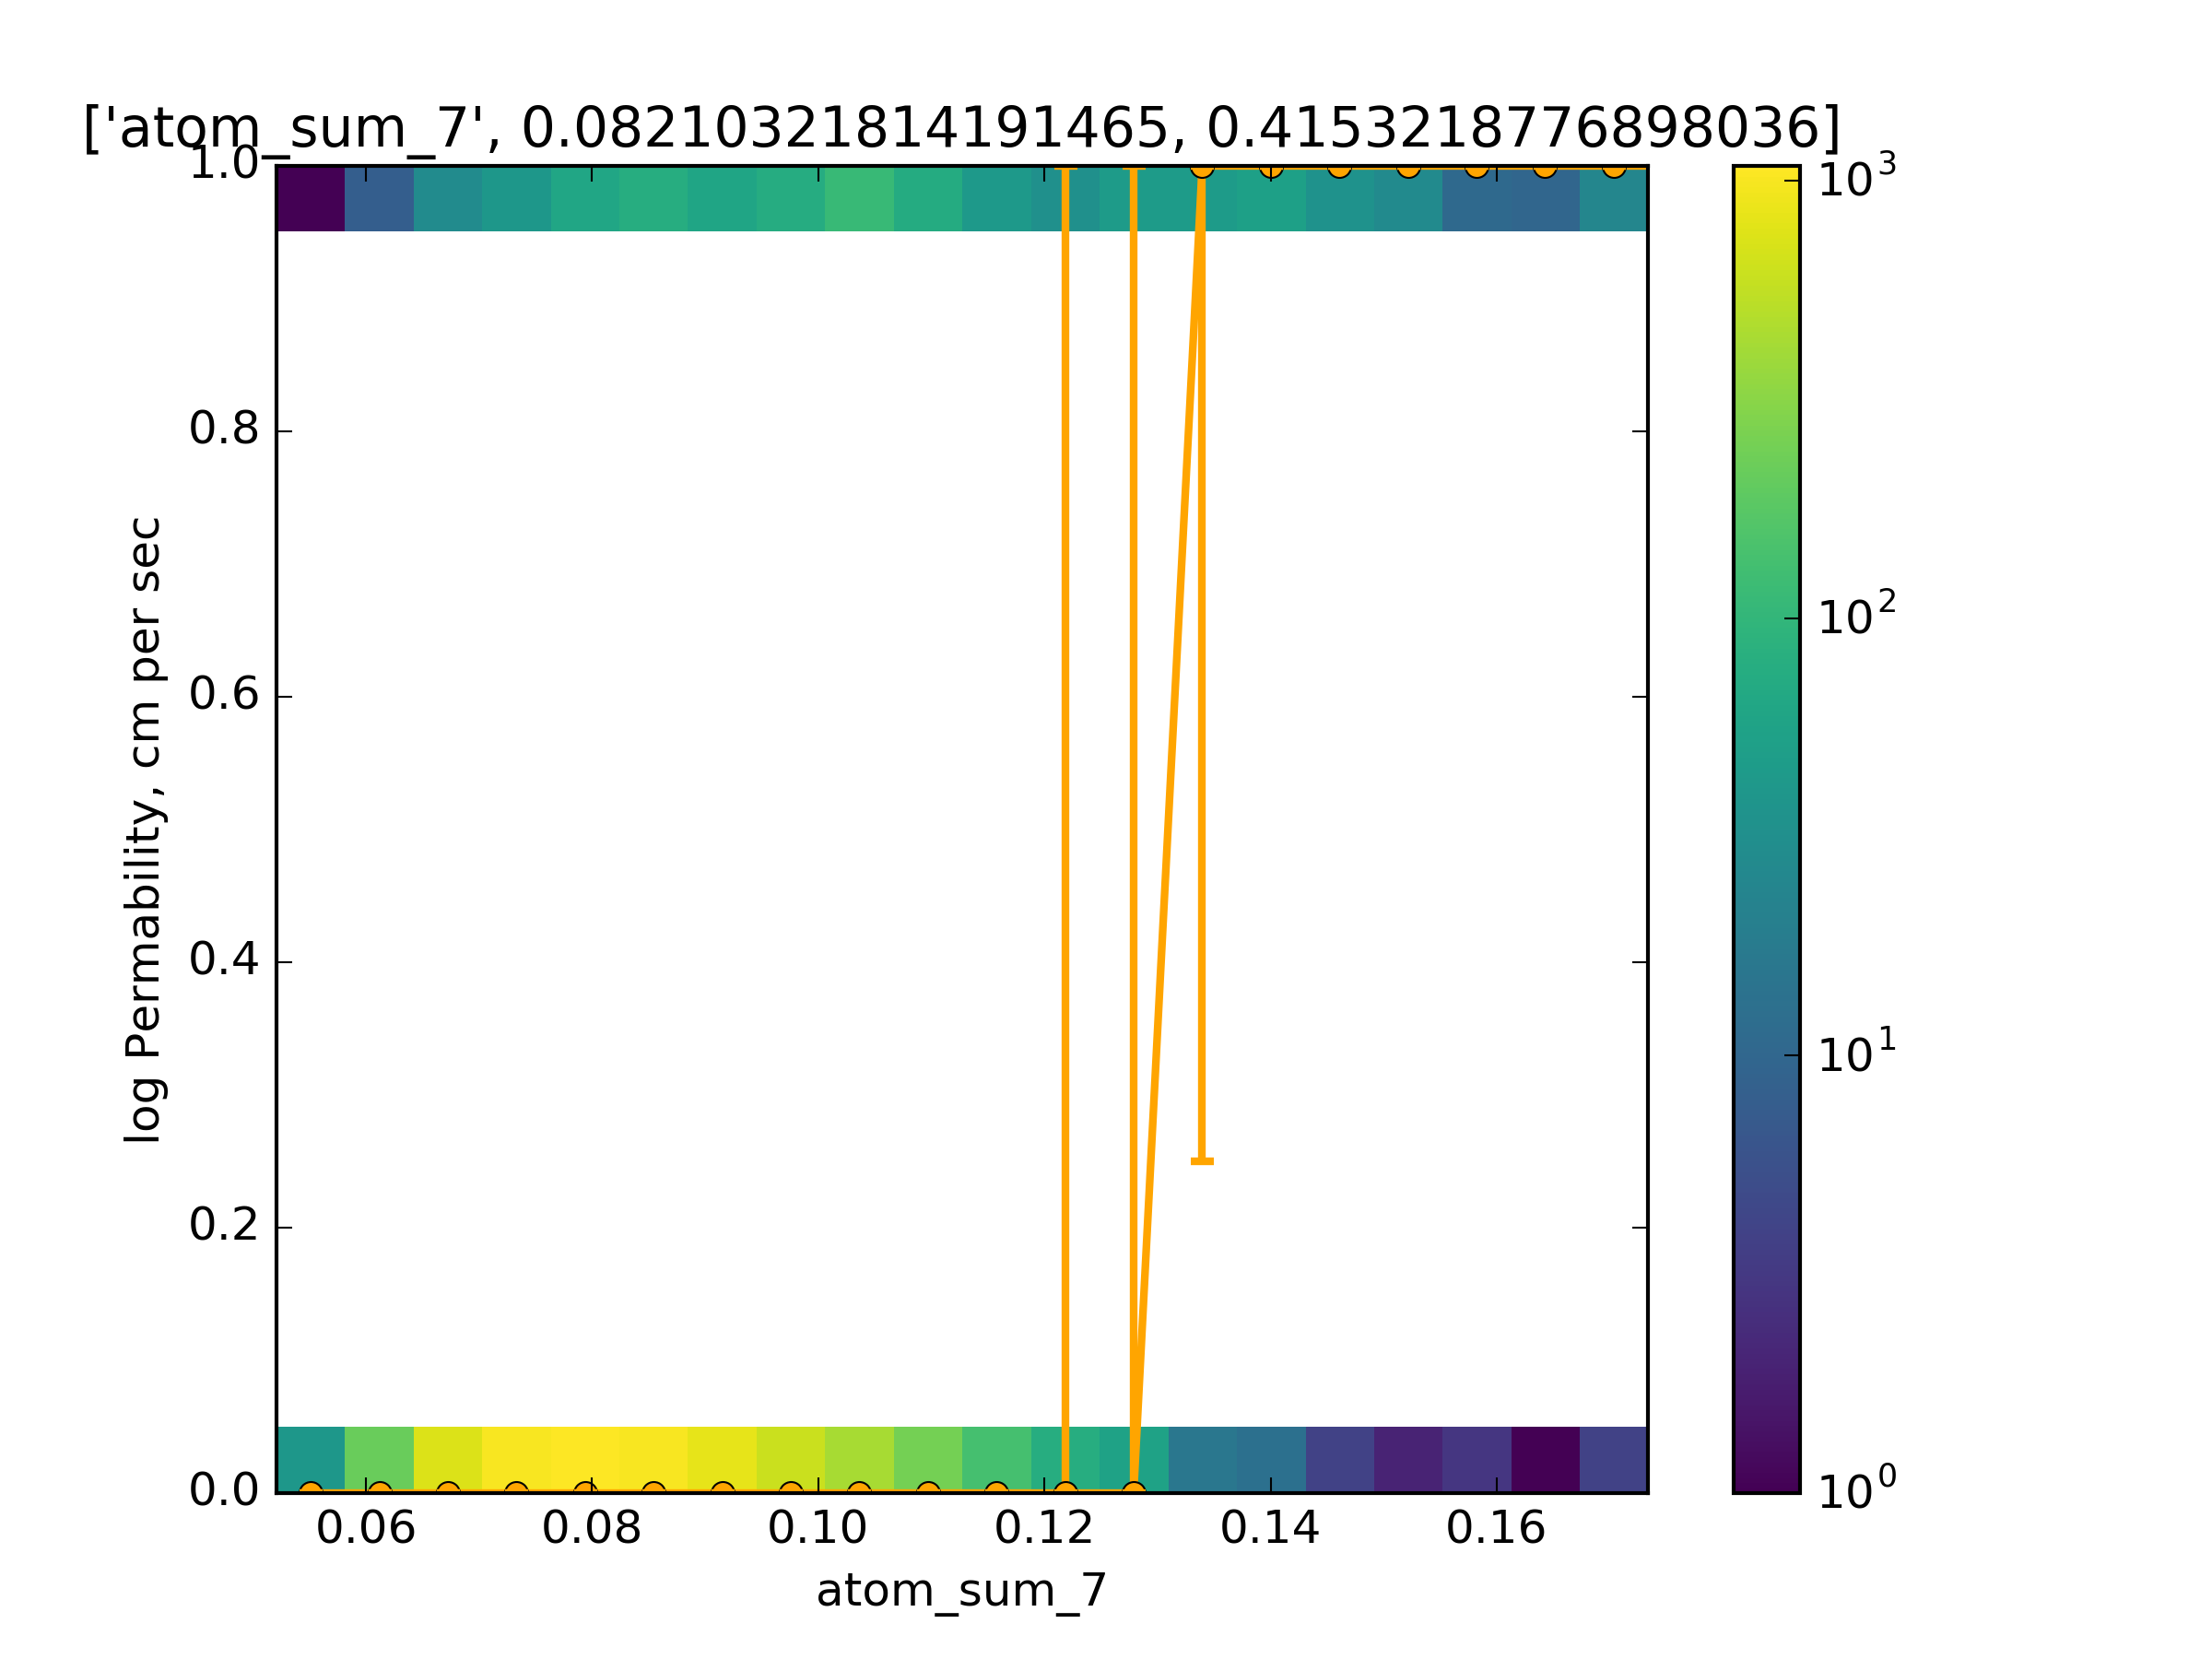 ['atom_sum_7', 0.08210321814191465, 0.4153218776898036]
1.0
0.8
0.6
0.4
0.2
0.0
log Permability, cm per sec
0.06 0.08 0.10 0.12 0.14 0.16
atom_sum_7
10³
10²
10¹
10⁰